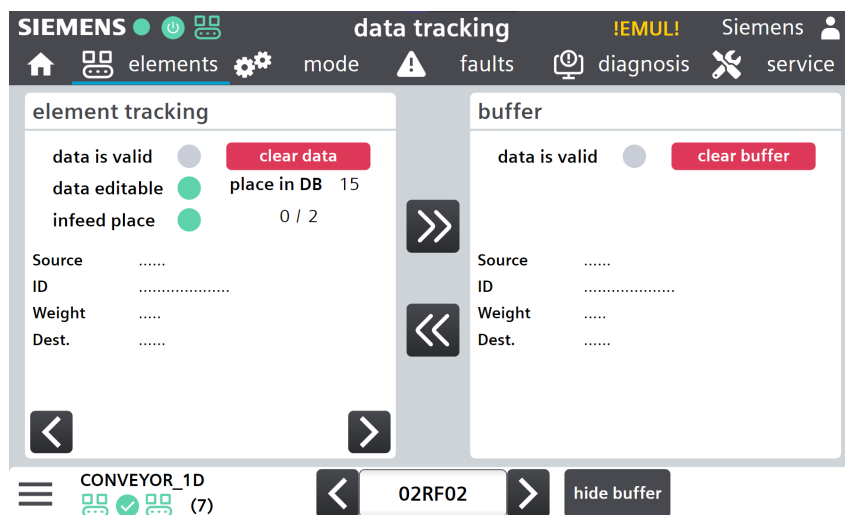 SIEMENS data tracking !EMUL! Siemens
elements mode faults diagnosis service
element tracking
data is valid clear data
data editable place in DB 15
infeed place 0 / 2
Source ......
ID ....................
Weight .....
Dest. ......
buffer
data is valid clear buffer
Source ......
ID ....................
Weight .....
Dest. ......
CONVEYOR_1D
(7)
02RF02
hide buffer